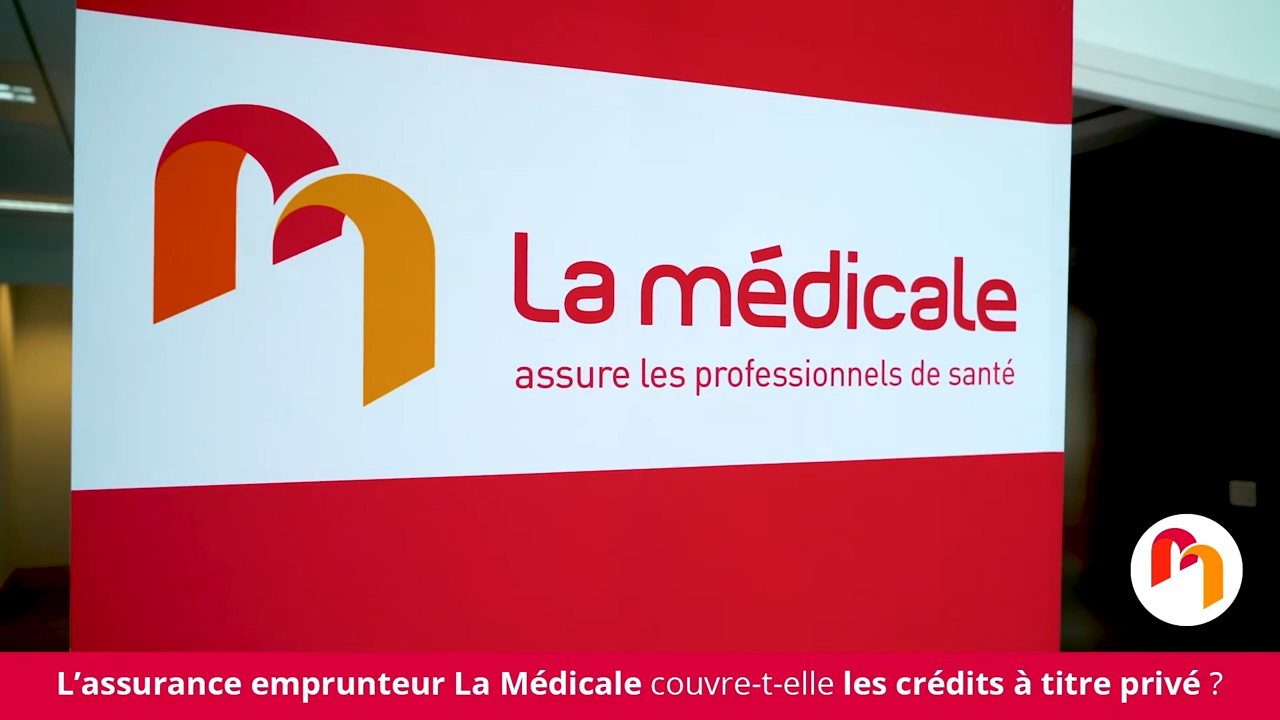 La médicale
assure les professionnels de santé
L’assurance emprunteur La Médicale couvre-t-elle les crédits à titre privé ?